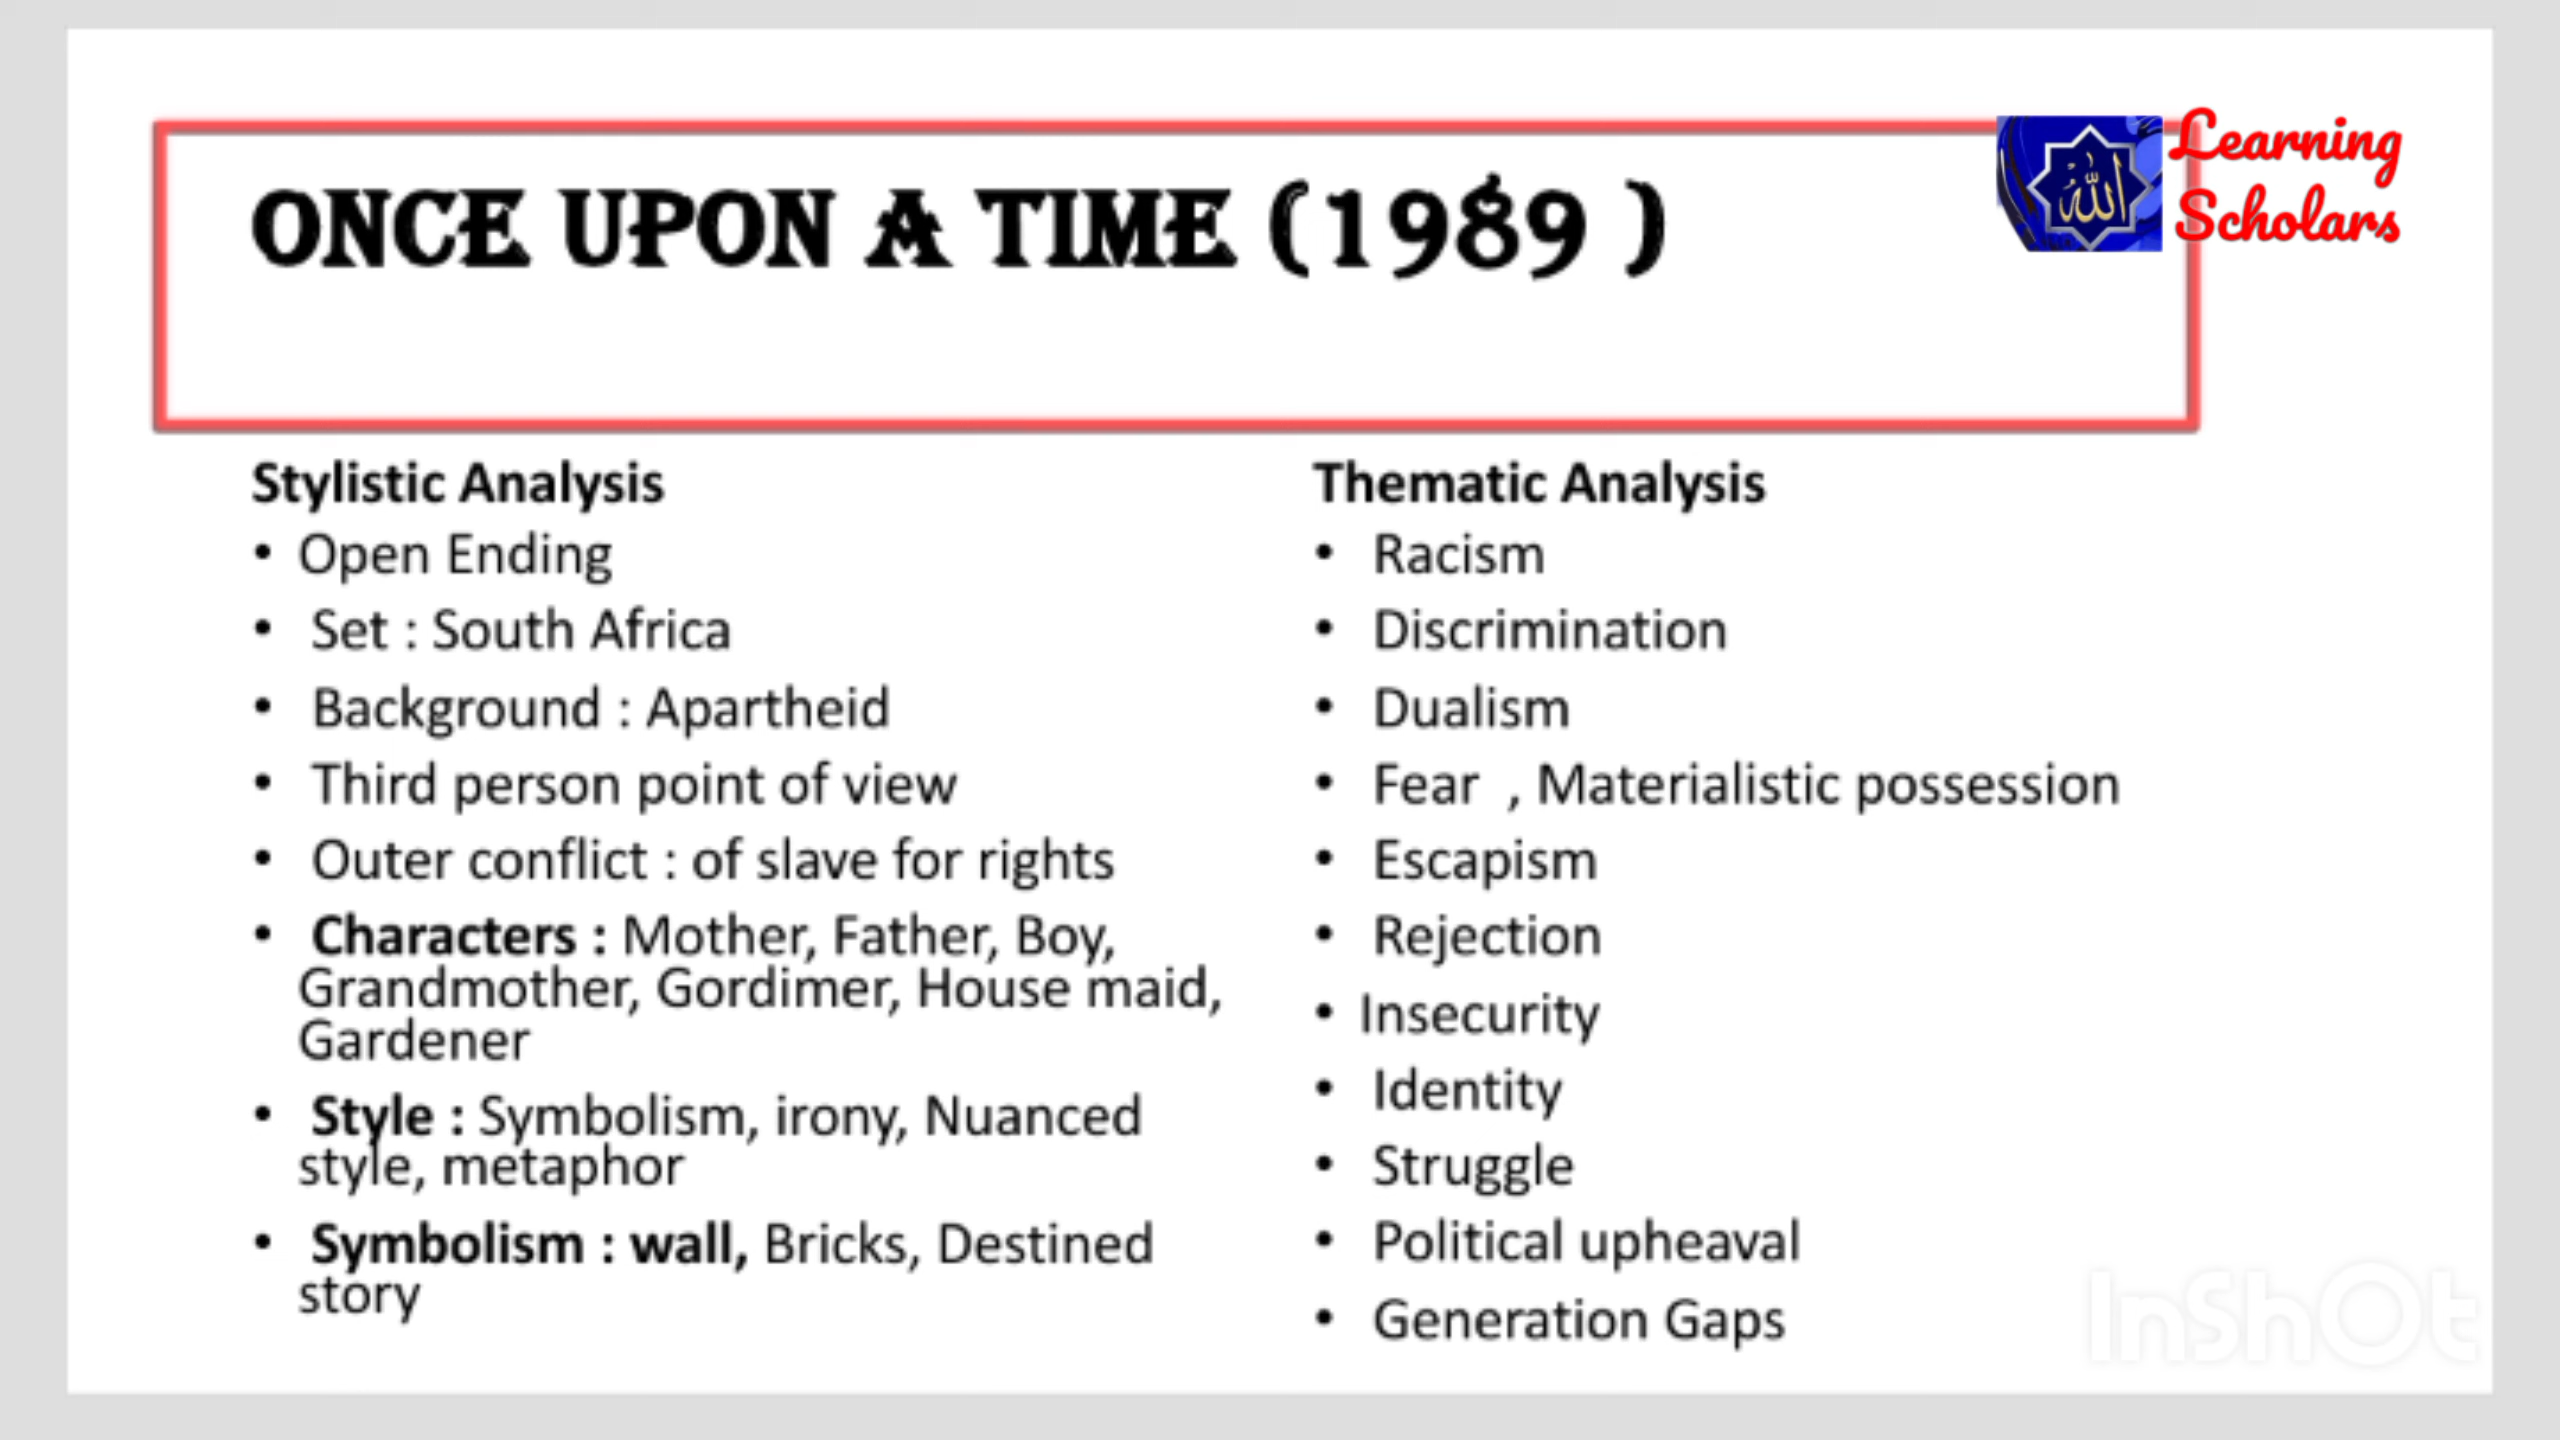 ONCE UPON A TIME (1989 )
الله
Learning
Scholars
Stylistic Analysis
• Open Ending
• Set : South Africa
• Background : Apartheid
• Third person point of view
• Outer conflict : of slave for rights
• Characters : Mother, Father, Boy,
Grandmother, Gordimer, House maid,
Gardener
• Style : Symbolism, irony, Nuanced
style, metaphor
• Symbolism : wall, Bricks, Destined
story
Thematic Analysis
• Racism
• Discrimination
• Dualism
• Fear , Materialistic possession
• Escapism
• Rejection
• Insecurity
• Identity
• Struggle
• Political upheaval
• Generation Gaps
InShOt